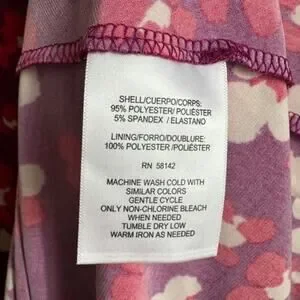 SHELL/CUERPO/CORPS:
95% POLYESTER/ POLIÉSTER
5% SPANDEX / ELASTANO
LINING/FORRO/DOUBLURE:
100% POLYESTER /POLIÉSTER
RN 58142
MACHINE WASH COLD WITH
SIMILAR COLORS
GENTLE CYCLE
ONLY NON-CHLORINE BLEACH
WHEN NEEDED
TUMBLE DRY LOW
WARM IRON AS NEEDED